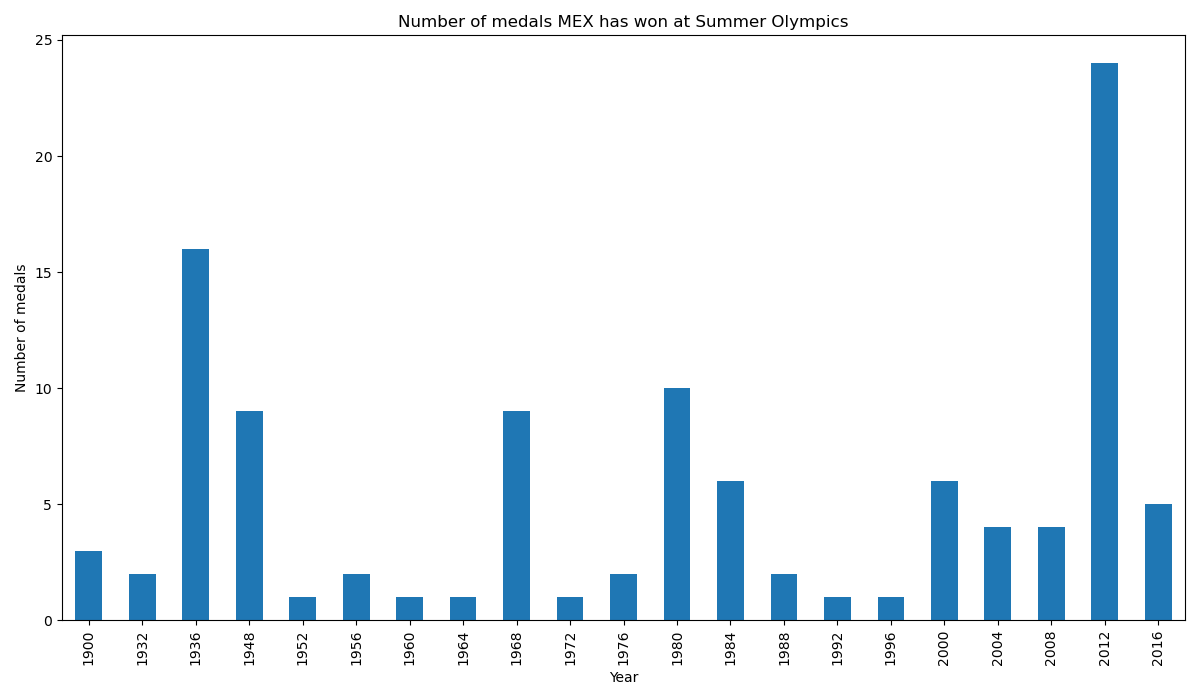 Number of medals MEX has won at Summer Olympics
25
20
15
10
5
0
Number of medals
1900 1932 1936 1948 1952 1956 1960 1964 1968 1972 1976 1980 1984 1988 1992 1996 2000 2004 2008 2012 2016
Year